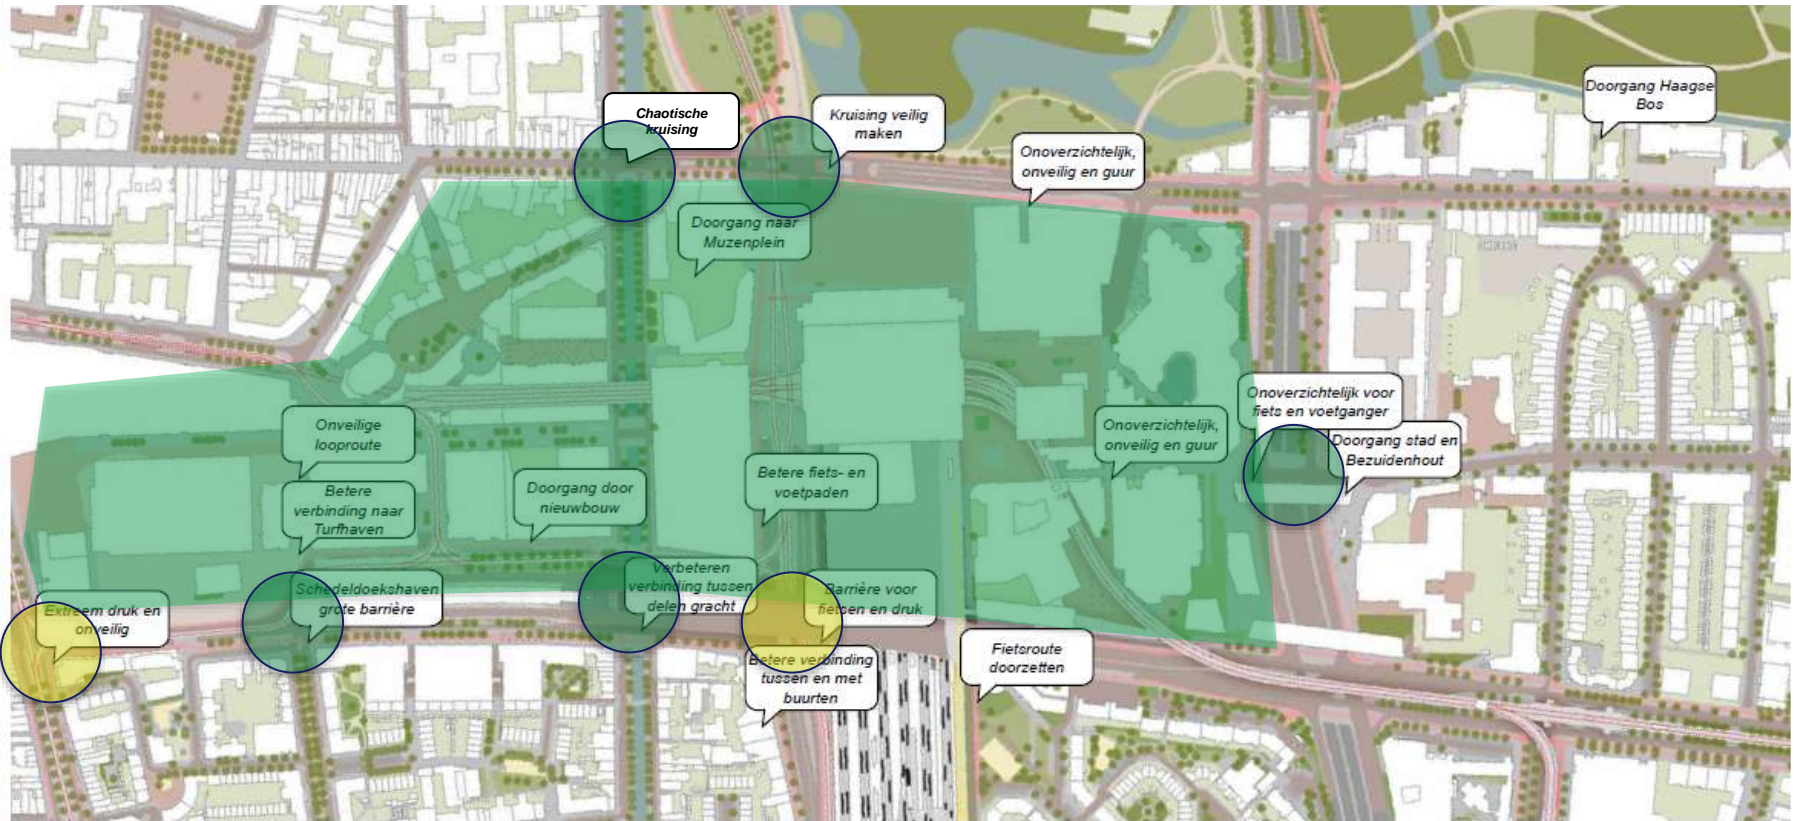 Doorgang Haagse
Bos
Chaotische
kruising
Kruising veilig
maken
Onoverzichtelijk,
onveilig en guur
Doorgang naar
Muzenplein
Onoverzichtelijk voor
fiets en voetganger
Onveilige
looproute
Onoverzichtelijk,
onveilig en guur
Doorgang stad en
Bezuidenhout
Betere fiets- en
voetpaden
Doorgang door
nieuwbouw
Betere
verbinding naar
Turfhaven
Verbeteren
verbinding tussen
delen gracht
Schedeldoekshaven
grote barrière
Barrière voor
fietsen en druk
Extreem druk en
onveilig
Fietsroute
doorzetten
Betere verbinding
tussen en met
buurten